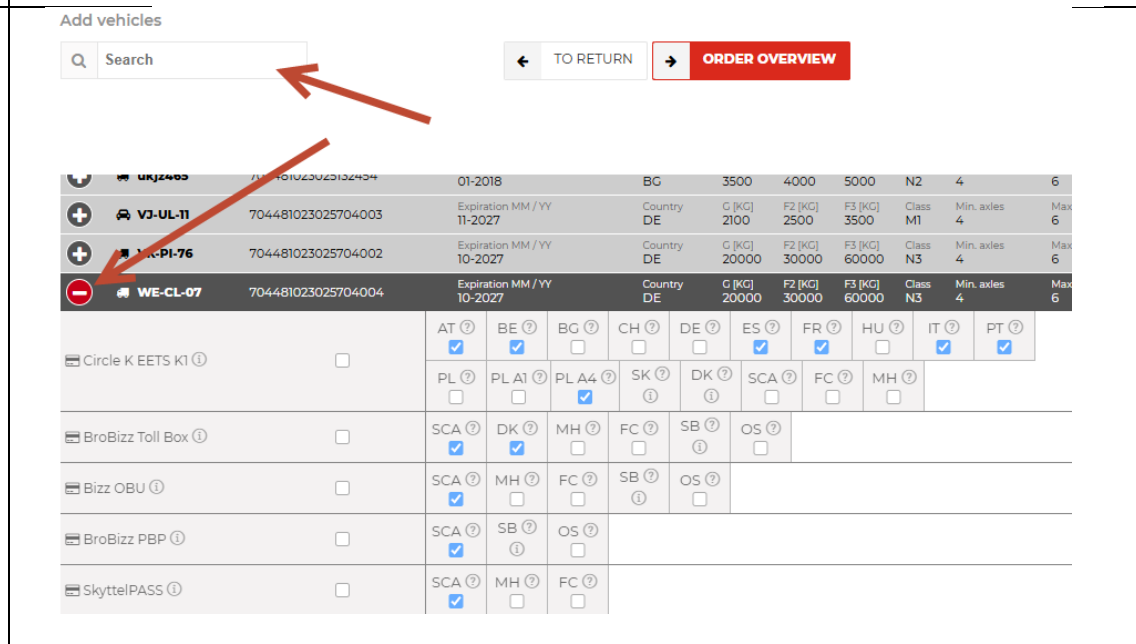 Add vehicles
Search
TO RETURN
ORDER OVERVIEW
ukjz465 704481023025132454 01-2018 BG 3500 4000 5000 N2 4 6
Expiration MM / YY Country G [KG] F2 [KG] F3 [KG] Class Min. axles Max
VJ-UL-11 704481023025704003 11-2027 DE 2100 2500 3500 M1 4 6
Expiration MM / YY Country G [KG] F2 [KG] F3 [KG] Class Min. axles Max
-PI-76 704481023025704002 10-2027 DE 20000 30000 60000 N3 4 6
Expiration MM / YY Country G [KG] F2 [KG] F3 [KG] Class Min. axles Max
WE-CL-07 704481023025704004 10-2027 DE 20000 30000 60000 N3 4 6
AT BE BG CH DE ES FR HU IT PT
Circle K EETS K1
PL PL A1 PL A4 SK DK SCA FC MH
SCA DK MH FC SB OS
BroBizz Toll Box
SCA MH FC SB OS
Bizz OBU
SCA SB OS
BroBizz PBP
SCA MH FC
SkyttelPASS